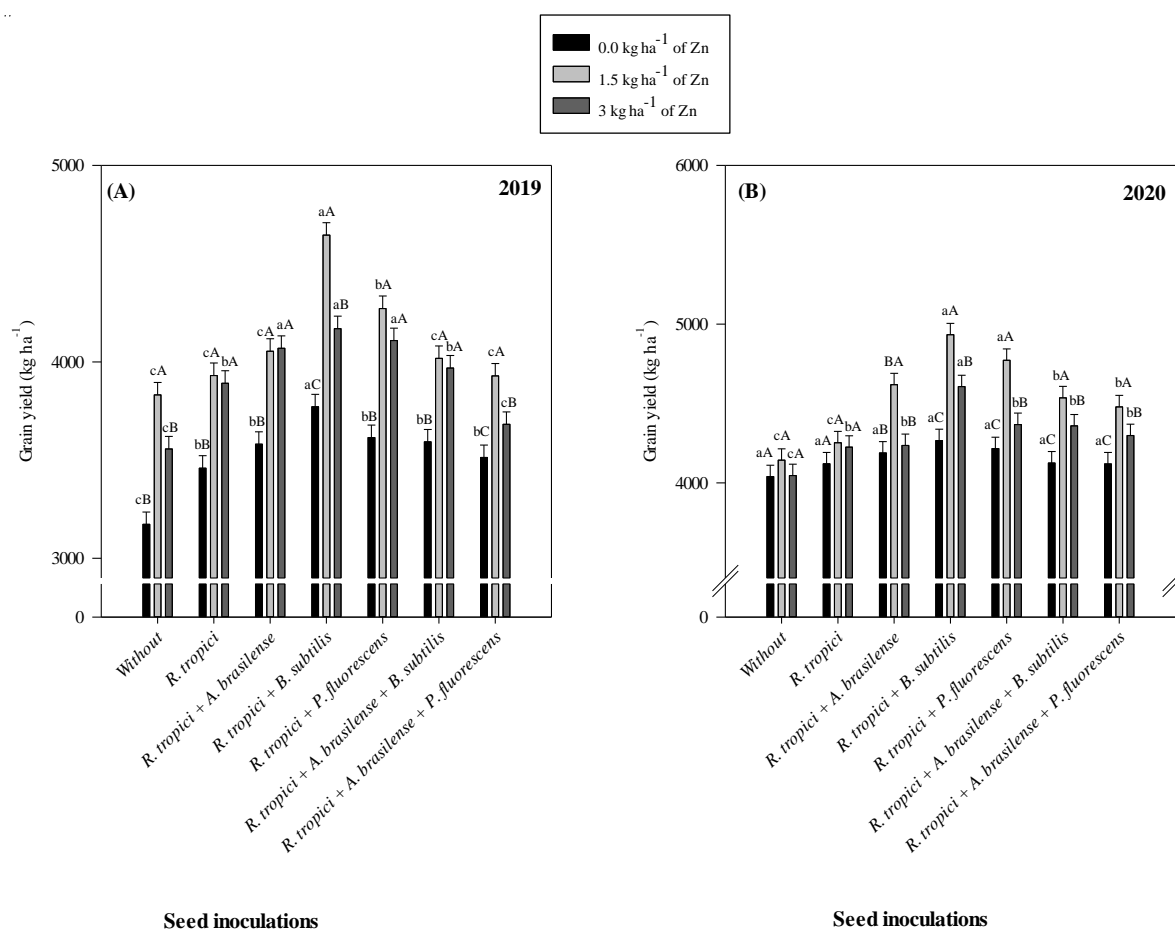 0.0 kg ha-1 of Zn
1.5 kg ha-1 of Zn
3 kg ha-1 of Zn
(A)
2019
Grain yield (kg ha-1)
5000
4000
3000
0
cB cA cB
bB cA bA
bB cA aA
aC aA aB
bB bA aA
bB cA bA
bC cA cB
Without
R. tropici
R. tropici + A. brasilense
R. tropici + B. subtilis
R. tropici + P. fluorescens
R. tropici + A. brasilense + B. subtilis
R. tropici + A. brasilense + P. fluorescens
Seed inoculations
(B)
2020
Grain yield (kg ha-1)
6000
5000
4000
0
aA cA cA
aA cA bA
aB BA bB
aC aA aB
aC aA bB
aC bA bB
aC bA bB
Without
R. tropici
R. tropici + A. brasilense
R. tropici + B. subtilis
R. tropici + P. fluorescens
R. tropici + A. brasilense + B. subtilis
R. tropici + A. brasilense + P. fluorescens
Seed inoculations